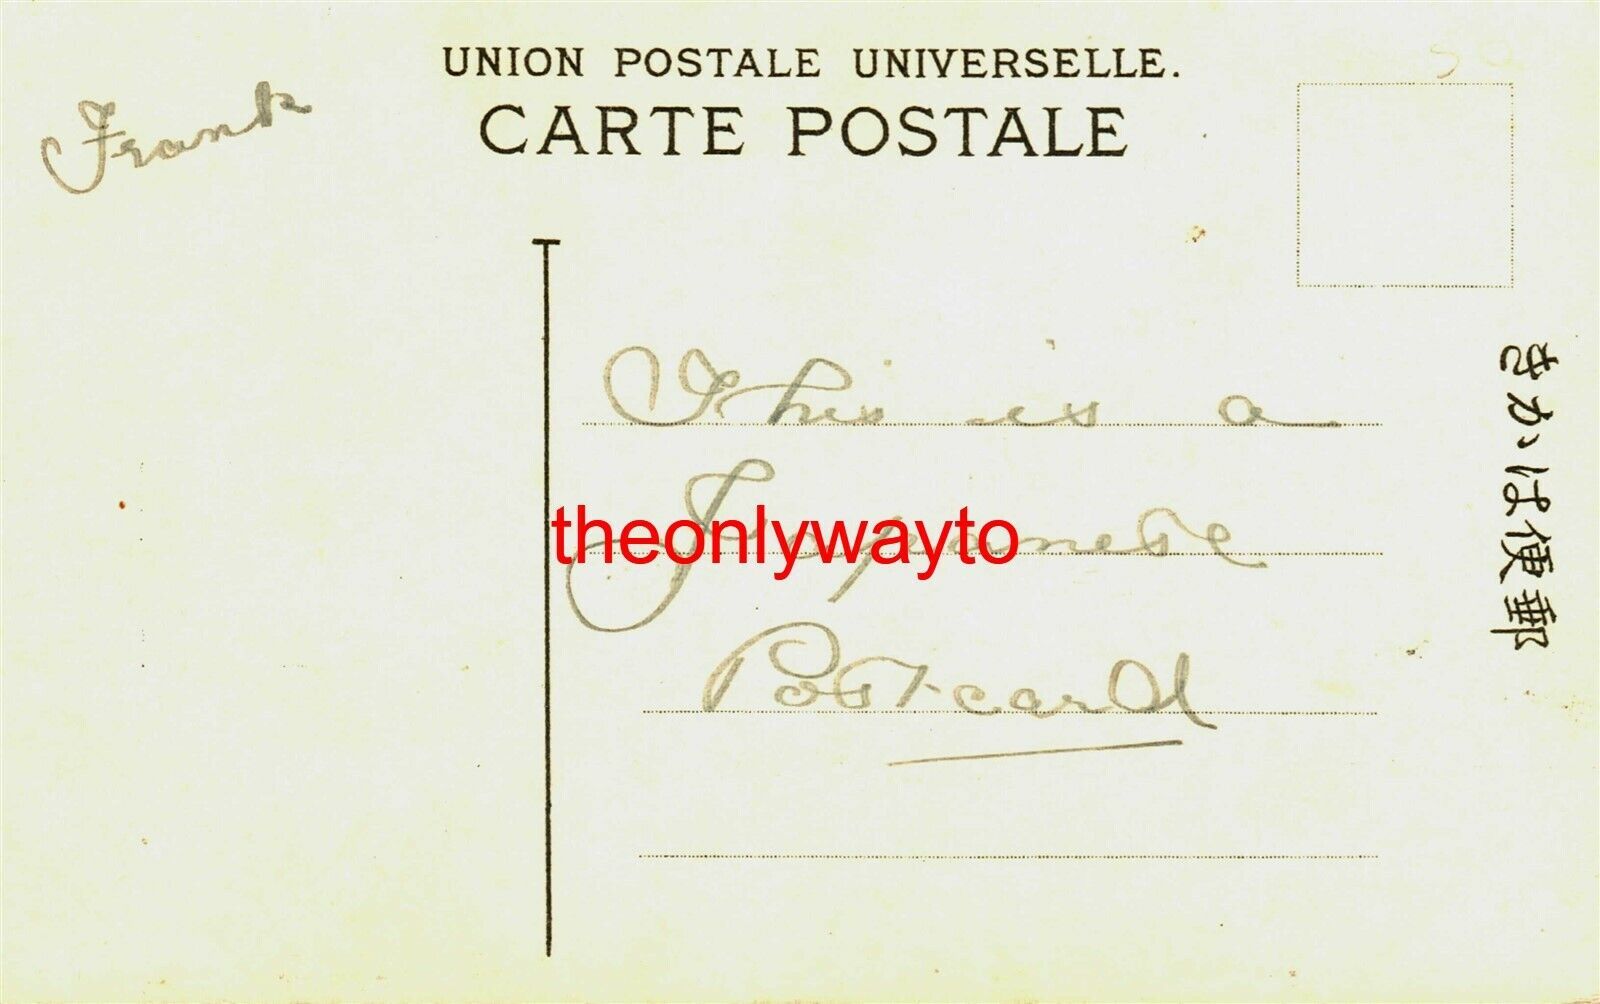 UNION POSTALE UNIVERSELLE.
CARTE POSTALE
Frank
This is a
Japanese
Postcard
theonlywayto
きかは便郵